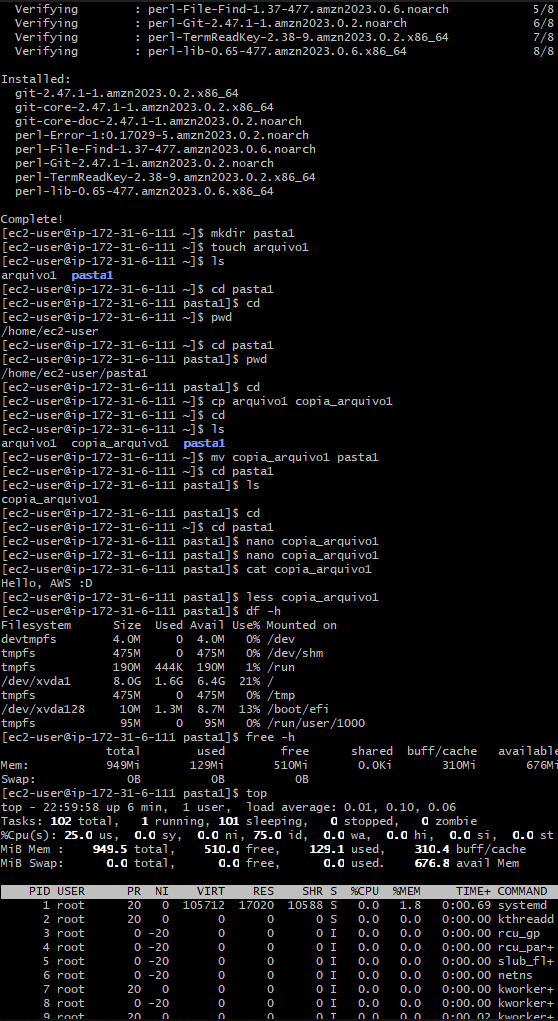 Verifying        : perl-File-Find-1.37-477.amzn2023.0.6.noarch            5/8
Verifying        : perl-Git-2.47.1-1.amzn2023.0.2.noarch                  6/8
Verifying        : perl-TermReadKey-2.38-9.amzn2023.0.2.x86_64            7/8
Verifying        : perl-lib-0.65-477.amzn2023.0.6.x86_64                  8/8
Installed:
  git-2.47.1-1.amzn2023.0.2.x86_64
  git-core-2.47.1-1.amzn2023.0.2.x86_64
  git-core-doc-2.47.1-1.amzn2023.0.2.noarch
  perl-Error-1:0.17029-5.amzn2023.0.2.noarch
  perl-File-Find-1.37-477.amzn2023.0.6.noarch
  perl-Git-2.47.1-1.amzn2023.0.2.noarch
  perl-TermReadKey-2.38-9.amzn2023.0.2.x86_64
  perl-lib-0.65-477.amzn2023.0.6.x86_64
Complete!
[ec2-user@ip-172-31-6-111 ~]$ mkdir pasta1
[ec2-user@ip-172-31-6-111 ~]$ touch arquivo1
[ec2-user@ip-172-31-6-111 ~]$ ls
arquivo1  pasta1
[ec2-user@ip-172-31-6-111 ~]$ cd pasta1
[ec2-user@ip-172-31-6-111 pasta1]$ cd
[ec2-user@ip-172-31-6-111 ~]$ pwd
/home/ec2-user
[ec2-user@ip-172-31-6-111 ~]$ cd pasta1
[ec2-user@ip-172-31-6-111 pasta1]$ pwd
/home/ec2-user/pasta1
[ec2-user@ip-172-31-6-111 pasta1]$ cd
[ec2-user@ip-172-31-6-111 ~]$ cp arquivo1 copia_arquivo1
[ec2-user@ip-172-31-6-111 ~]$ cd
[ec2-user@ip-172-31-6-111 ~]$ ls
arquivo1  copia_arquivo1  pasta1
[ec2-user@ip-172-31-6-111 ~]$ mv copia_arquivo1 pasta1
[ec2-user@ip-172-31-6-111 ~]$ cd pasta1
[ec2-user@ip-172-31-6-111 pasta1]$ ls
copia_arquivo1
[ec2-user@ip-172-31-6-111 pasta1]$ cd
[ec2-user@ip-172-31-6-111 ~]$ cd pasta1
[ec2-user@ip-172-31-6-111 pasta1]$ nano copia_arquivo1
[ec2-user@ip-172-31-6-111 pasta1]$ nano copia_arquivo1
[ec2-user@ip-172-31-6-111 pasta1]$ cat copia_arquivo1
Hello, AWS :D
[ec2-user@ip-172-31-6-111 pasta1]$ less copia_arquivo1
[ec2-user@ip-172-31-6-111 pasta1]$ df -h
Filesystem      Size  Used Avail Use% Mounted on
devtmpfs        4.0M     0  4.0M   0% /dev
tmpfs           475M     0  475M   0% /dev/shm
tmpfs           190M  444K  190M   1% /run
/dev/xvda1      8.0G  1.6G  6.4G  21% /
tmpfs           475M     0  475M   0% /tmp
/dev/xvda128     10M  1.3M  8.7M  13% /boot/efi
tmpfs            95M     0   95M   0% /run/user/1000
[ec2-user@ip-172-31-6-111 pasta1]$ free -h
               total        used        free      shared  buff/cache   available
Mem:           949Mi       129Mi       510Mi       0.0Ki       310Mi       676Mi
Swap:             0B          0B          0B
[ec2-user@ip-172-31-6-111 pasta1]$ top
top - 22:59:58 up 6 min,  1 user,  load average: 0.01, 0.10, 0.06
Tasks: 102 total,   1 running, 101 sleeping,   0 stopped,   0 zombie
%Cpu(s): 25.0 us,  0.0 sy,  0.0 ni, 75.0 id,  0.0 wa,  0.0 hi,  0.0 si,  0.0 st
MiB Mem :    949.5 total,    510.0 free,    129.1 used,    310.4 buff/cache
MiB Swap:      0.0 total,      0.0 free,      0.0 used.    676.8 avail Mem
    PID USER      PR  NI    VIRT    RES    SHR S  %CPU  %MEM     TIME+ COMMAND
      1 root      20   0  105712  17020  10588 S   0.0   1.8   0:00.69 systemd
      2 root      20   0       0      0      0 S   0.0   0.0   0:00.00 kthreadd
      3 root       0 -20       0      0      0 I   0.0   0.0   0:00.00 rcu_gp
      4 root       0 -20       0      0      0 I   0.0   0.0   0:00.00 rcu_par+
      5 root       0 -20       0      0      0 I   0.0   0.0   0:00.00 slub_fl+
      6 root       0 -20       0      0      0 I   0.0   0.0   0:00.00 netns
      7 root      20   0       0      0      0 I   0.0   0.0   0:00.00 kworker+
      8 root       0 -20       0      0      0 I   0.0   0.0   0:00.00 kworker+
      9 root      20   0       0      0      0 I   0.0   0.0   0:00.02 kworker+